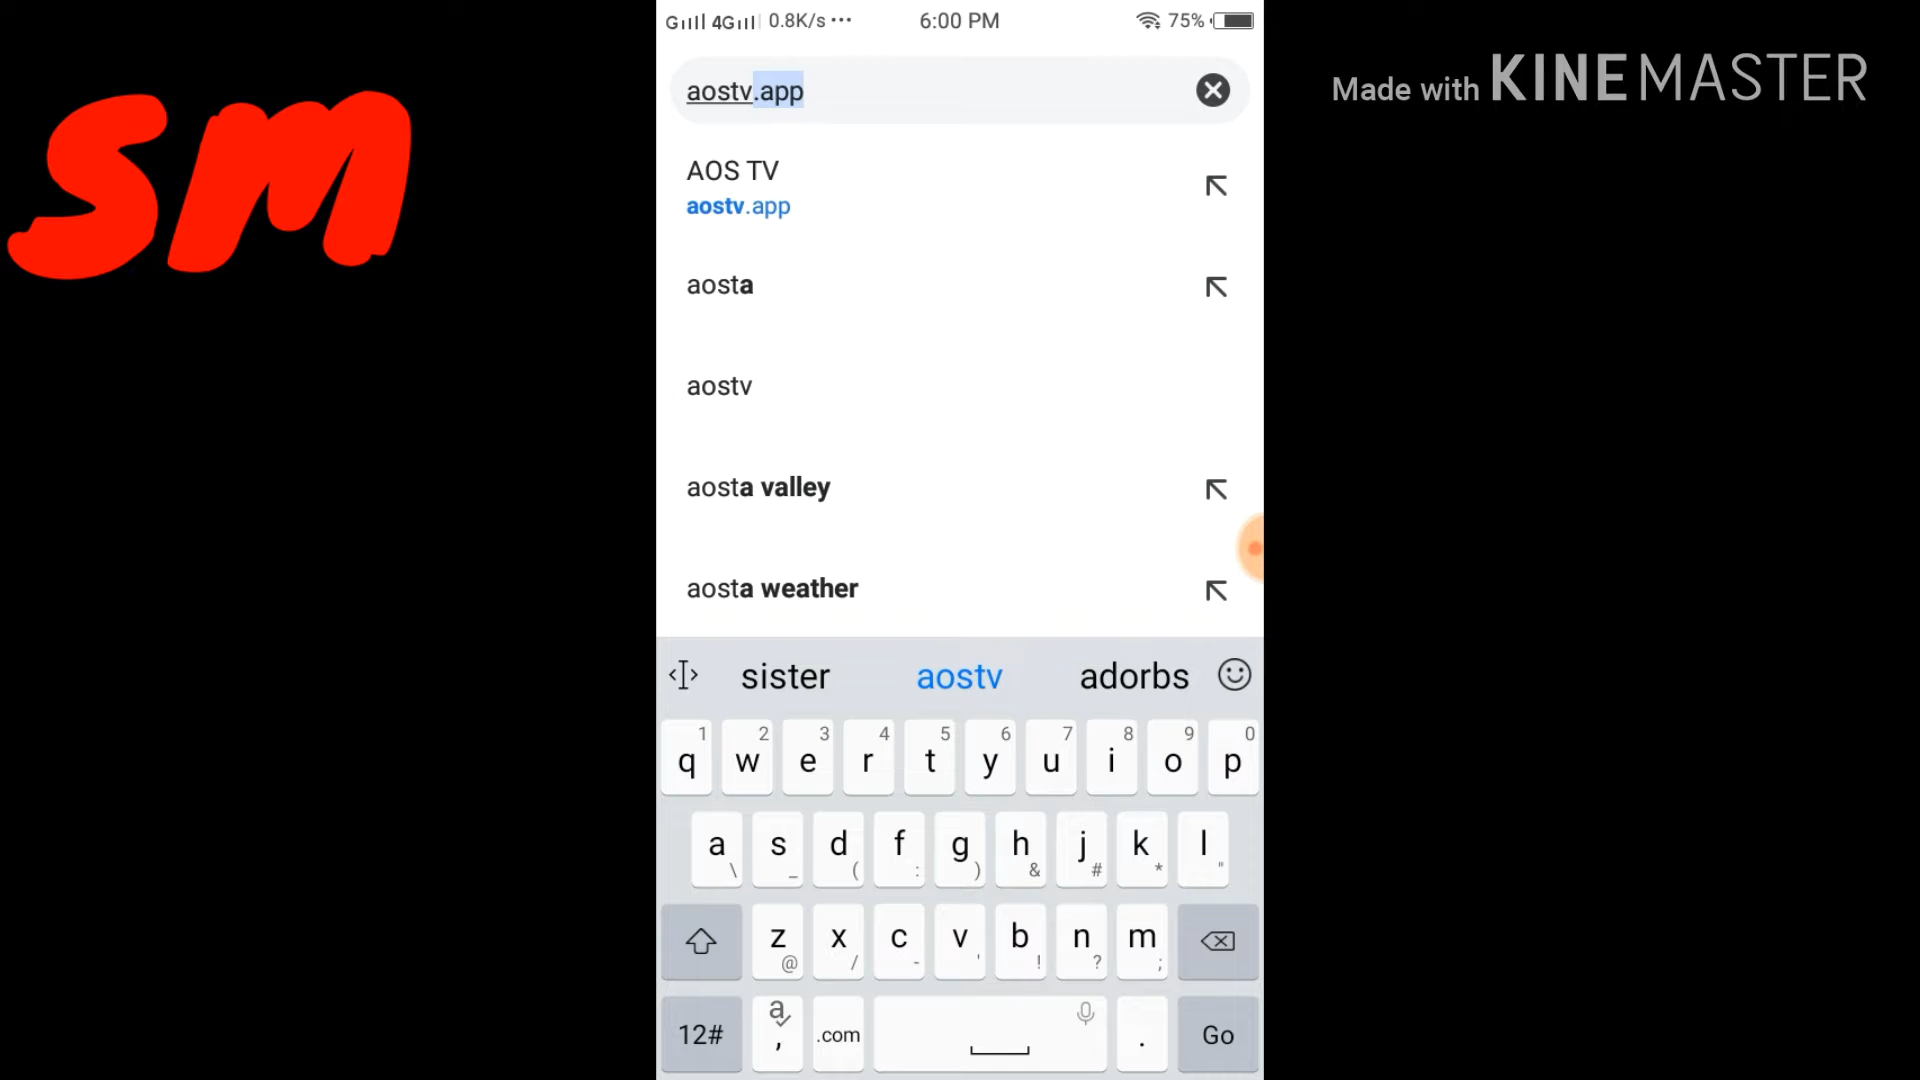 SM
G 4G 0.8K/s ··· 6:00 PM 75%
Made with KINEMASTER
aostv.app
AOS TV
aostv.app
aosta
aostv
aosta valley
aosta weather
sister aostv adorbs
1 2 3 4 5 6 7 8 9 0
q w e r t y u i o p
a s d f g h j k l
\ _ ( : ) & # * "
z x c v b n m
@ / - ' ! ? ;
12# a , .com . Go